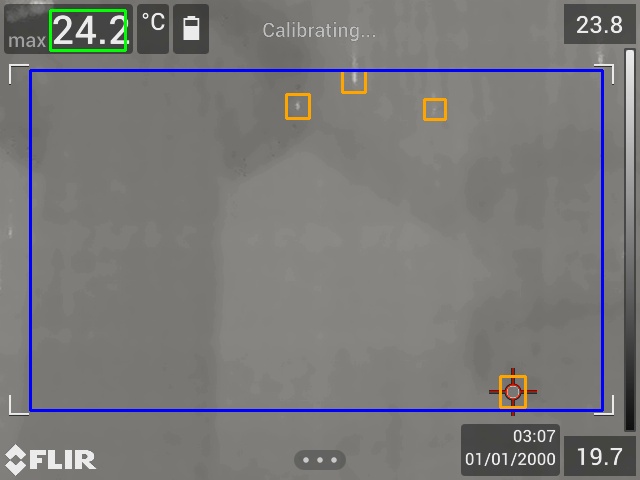 max 24.2 °C
Calibrating...
23.8
03:07
01/01/2000
19.7
FLIR